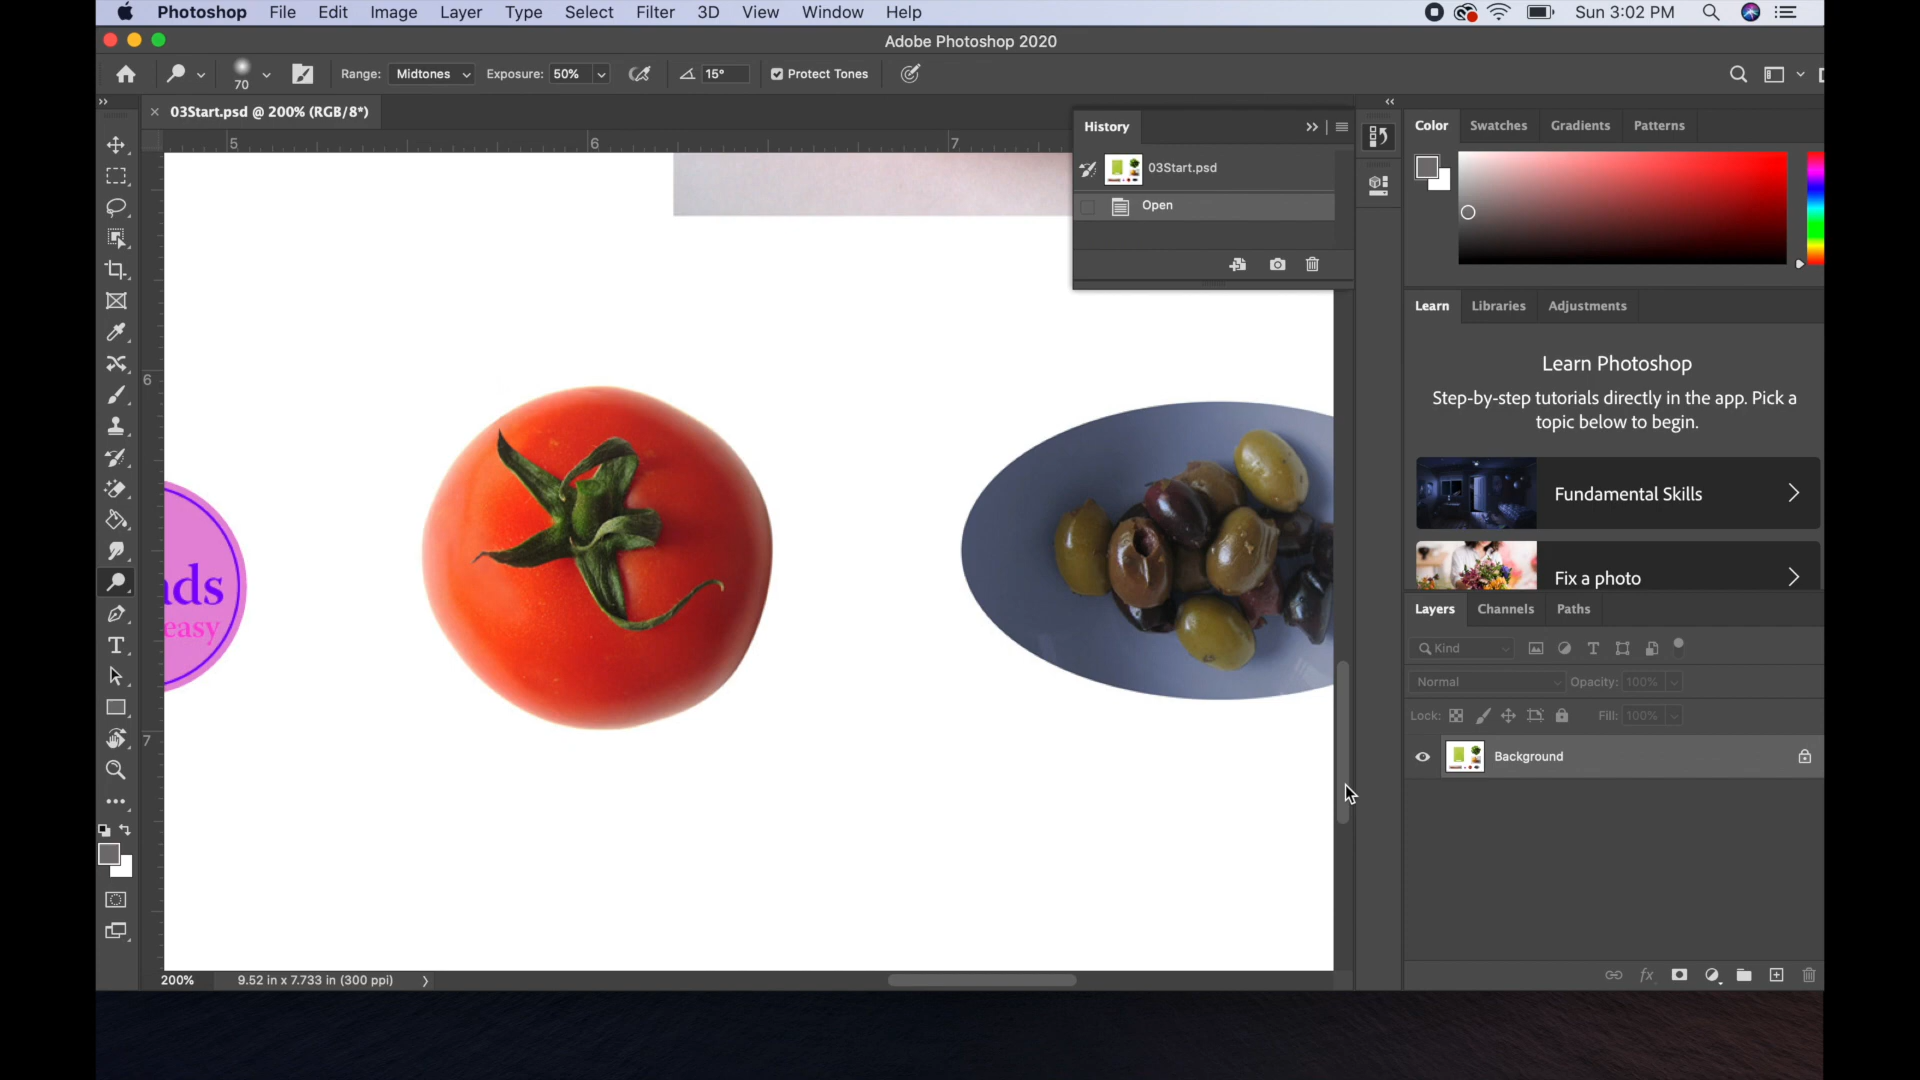 Photoshop File Edit Image Layer Type Select Filter 3D View Window Help Sun 3:02 PM
Adobe Photoshop 2020
70 Range: Midtones Exposure: 50% 15° Protect Tones
03Start.psd @ 200% (RGB/8*)
5 6 7
History
03Start.psd
Open
Color Swatches Gradients Patterns
Learn Libraries Adjustments
Learn Photoshop
Step-by-step tutorials directly in the app. Pick a
topic below to begin.
Fundamental Skills
Fix a photo
6
7
ds
easy
Layers Channels Paths
Kind
Normal Opacity: 100%
Lock: Fill: 100%
Background
200% 9.52 in x 7.733 in (300 ppi)